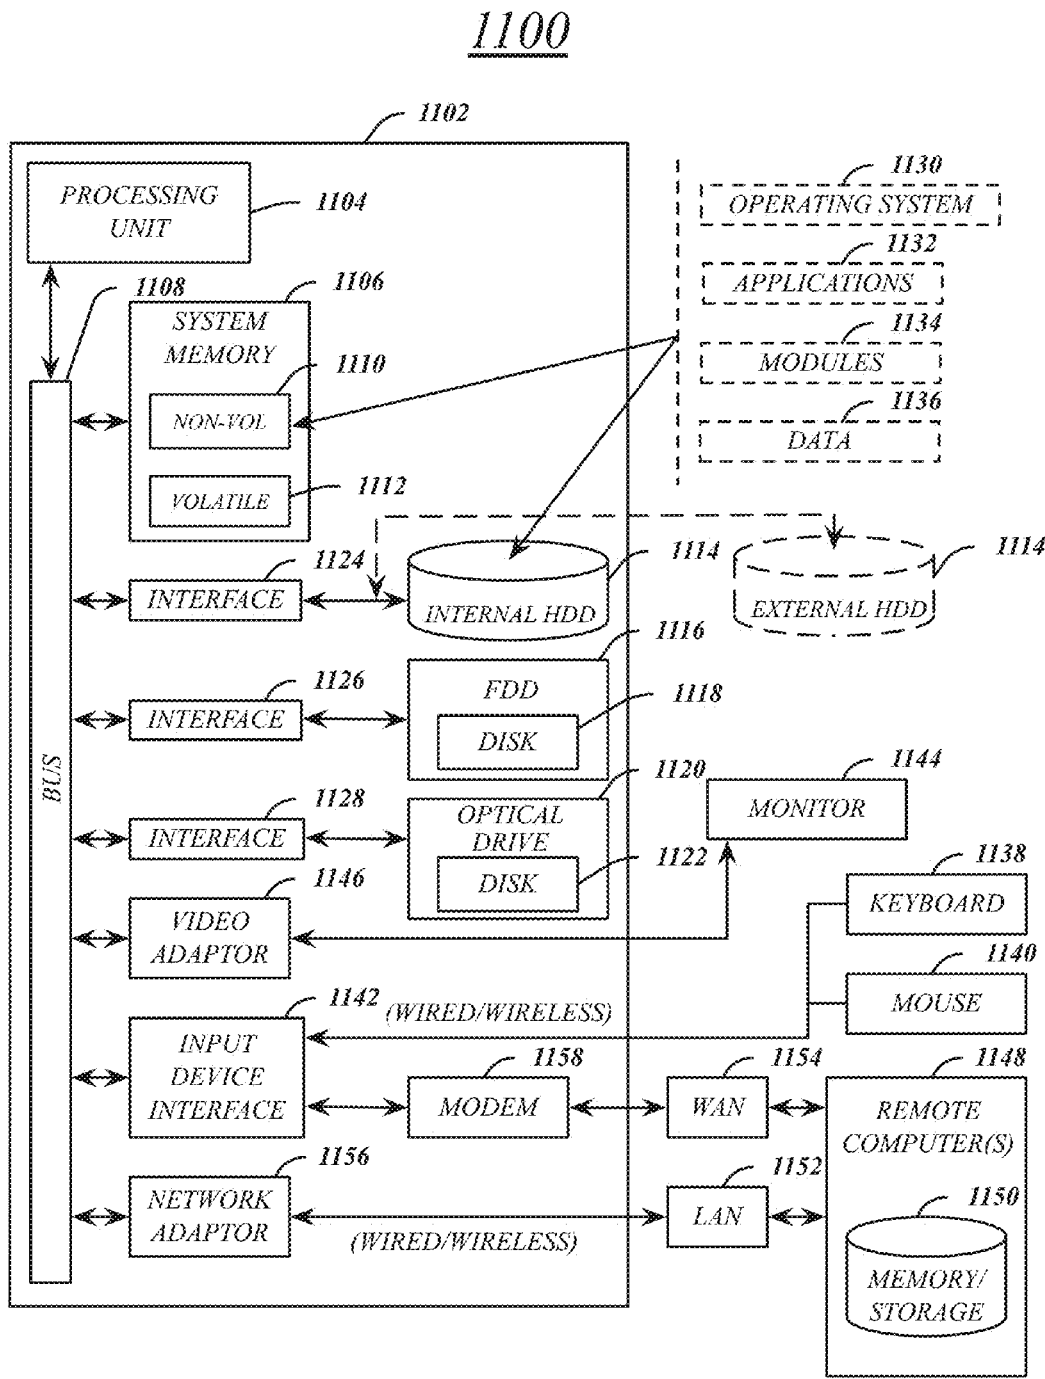 1100
1102
PROCESSING
UNIT
1104
1130
OPERATING SYSTEM
1108
1106
1132
SYSTEM
MEMORY
APPLICATIONS
1110
1134
NON-VOL
MODULES
1136
DATA
1112
VOLATILE
1124
INTERFACE
1114
INTERNAL HDD
1114
EXTERNAL HDD
1116
1126
INTERFACE
FDD
1118
DISK
BUS
1144
MONITOR
1120
1128
INTERFACE
OPTICAL
DRIVE
1122
DISK
1138
KEYBOARD
1146
VIDEO
ADAPTOR
1140
MOUSE
1142
(WIRED/WIRELESS)
INPUT
DEVICE
INTERFACE
1158
MODEM
1154
WAN
1148
REMOTE
COMPUTER(S)
1156
NETWORK
ADAPTOR
(WIRED/WIRELESS)
1152
LAN
1150
MEMORY/
STORAGE